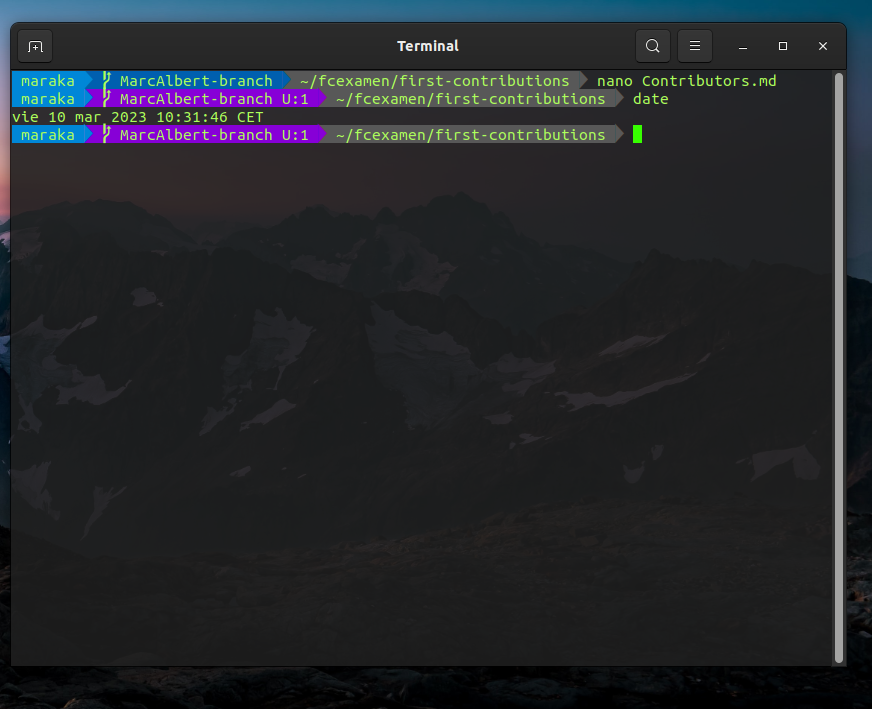 Terminal
maraka MarcAlbert-branch ~/fcexamen/first-contributions nano Contributors.md
maraka MarcAlbert-branch U:1 ~/fcexamen/first-contributions date
vie 10 mar 2023 10:31:46 CET
maraka MarcAlbert-branch U:1 ~/fcexamen/first-contributions